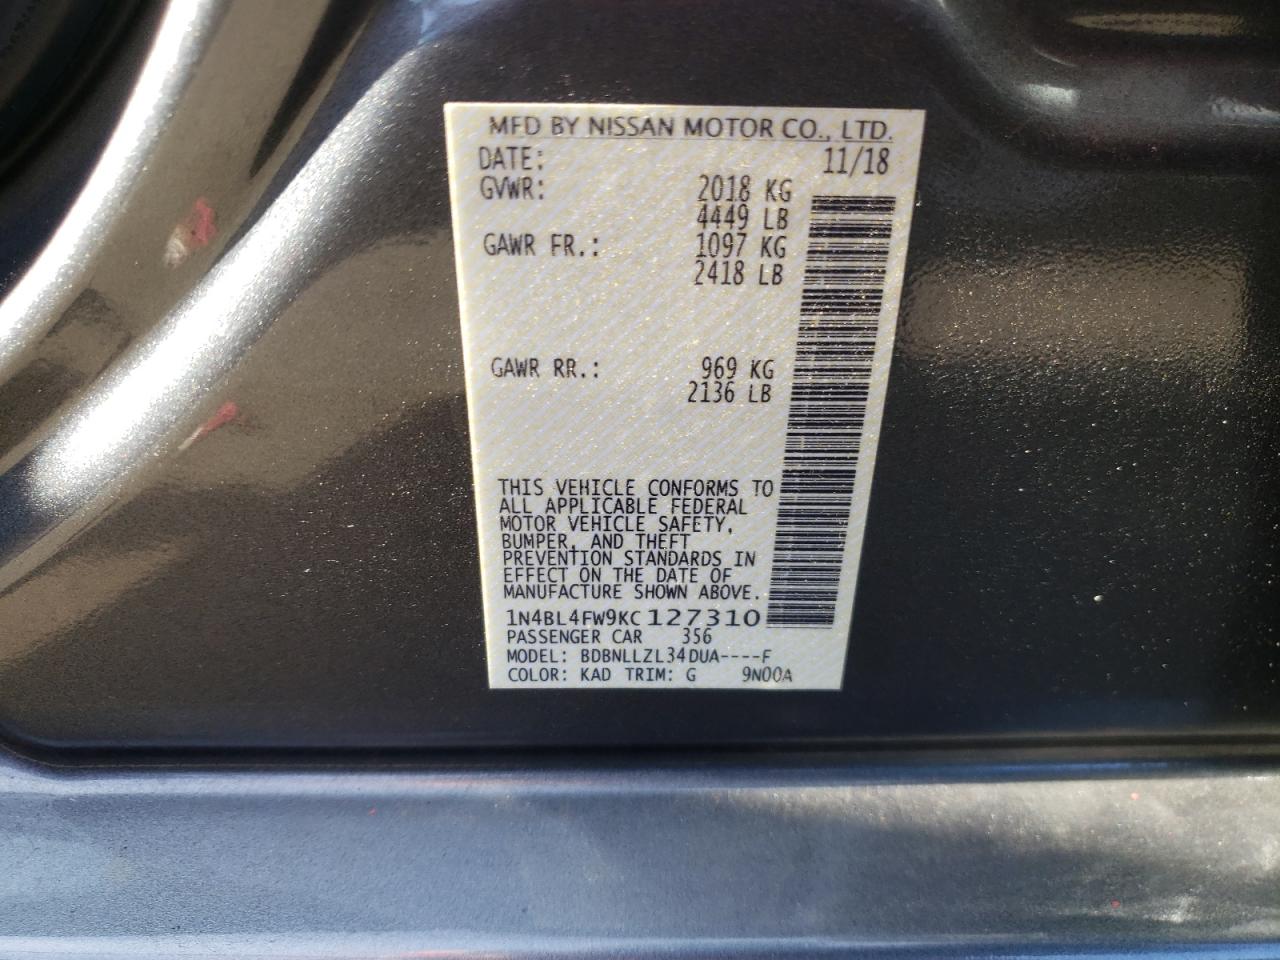 MFD BY NISSAN MOTOR CO., LTD.
DATE: 11/18
GVWR: 2018 KG
4449 LB
GAWR FR.: 1097 KG
2418 LB
GAWR RR.: 969 KG
2136 LB
THIS VEHICLE CONFORMS TO
ALL APPLICABLE FEDERAL
MOTOR VEHICLE SAFETY,
BUMPER, AND THEFT
PREVENTION STANDARDS IN
EFFECT ON THE DATE OF
MANUFACTURE SHOWN ABOVE.
1N4BL4FW9KC127310
PASSENGER CAR 356
MODEL: BDBNLLZL34DUA----F
COLOR: KAD TRIM: G 9N00A